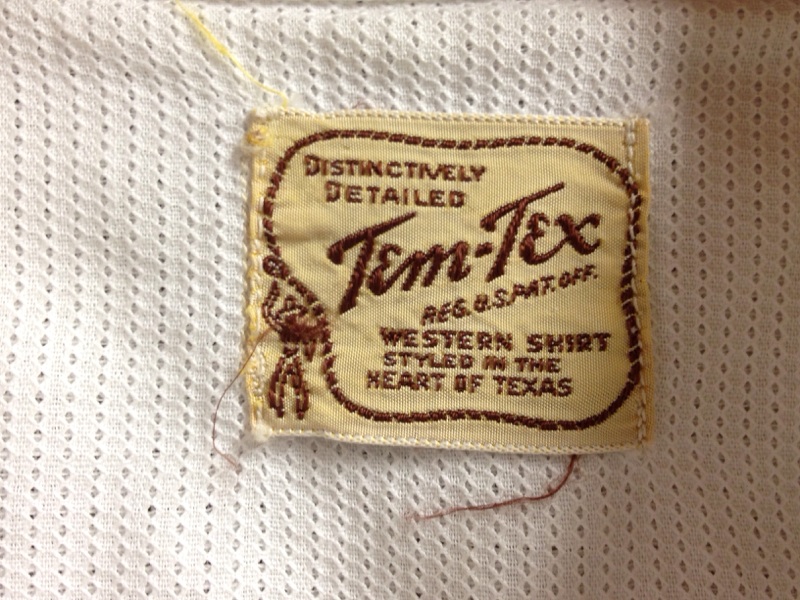 DISTINCTIVELY
DETAILED
Tem-Tex
REG. U.S. PAT. OFF.
WESTERN SHIRT
STYLED IN THE
HEART OF TEXAS